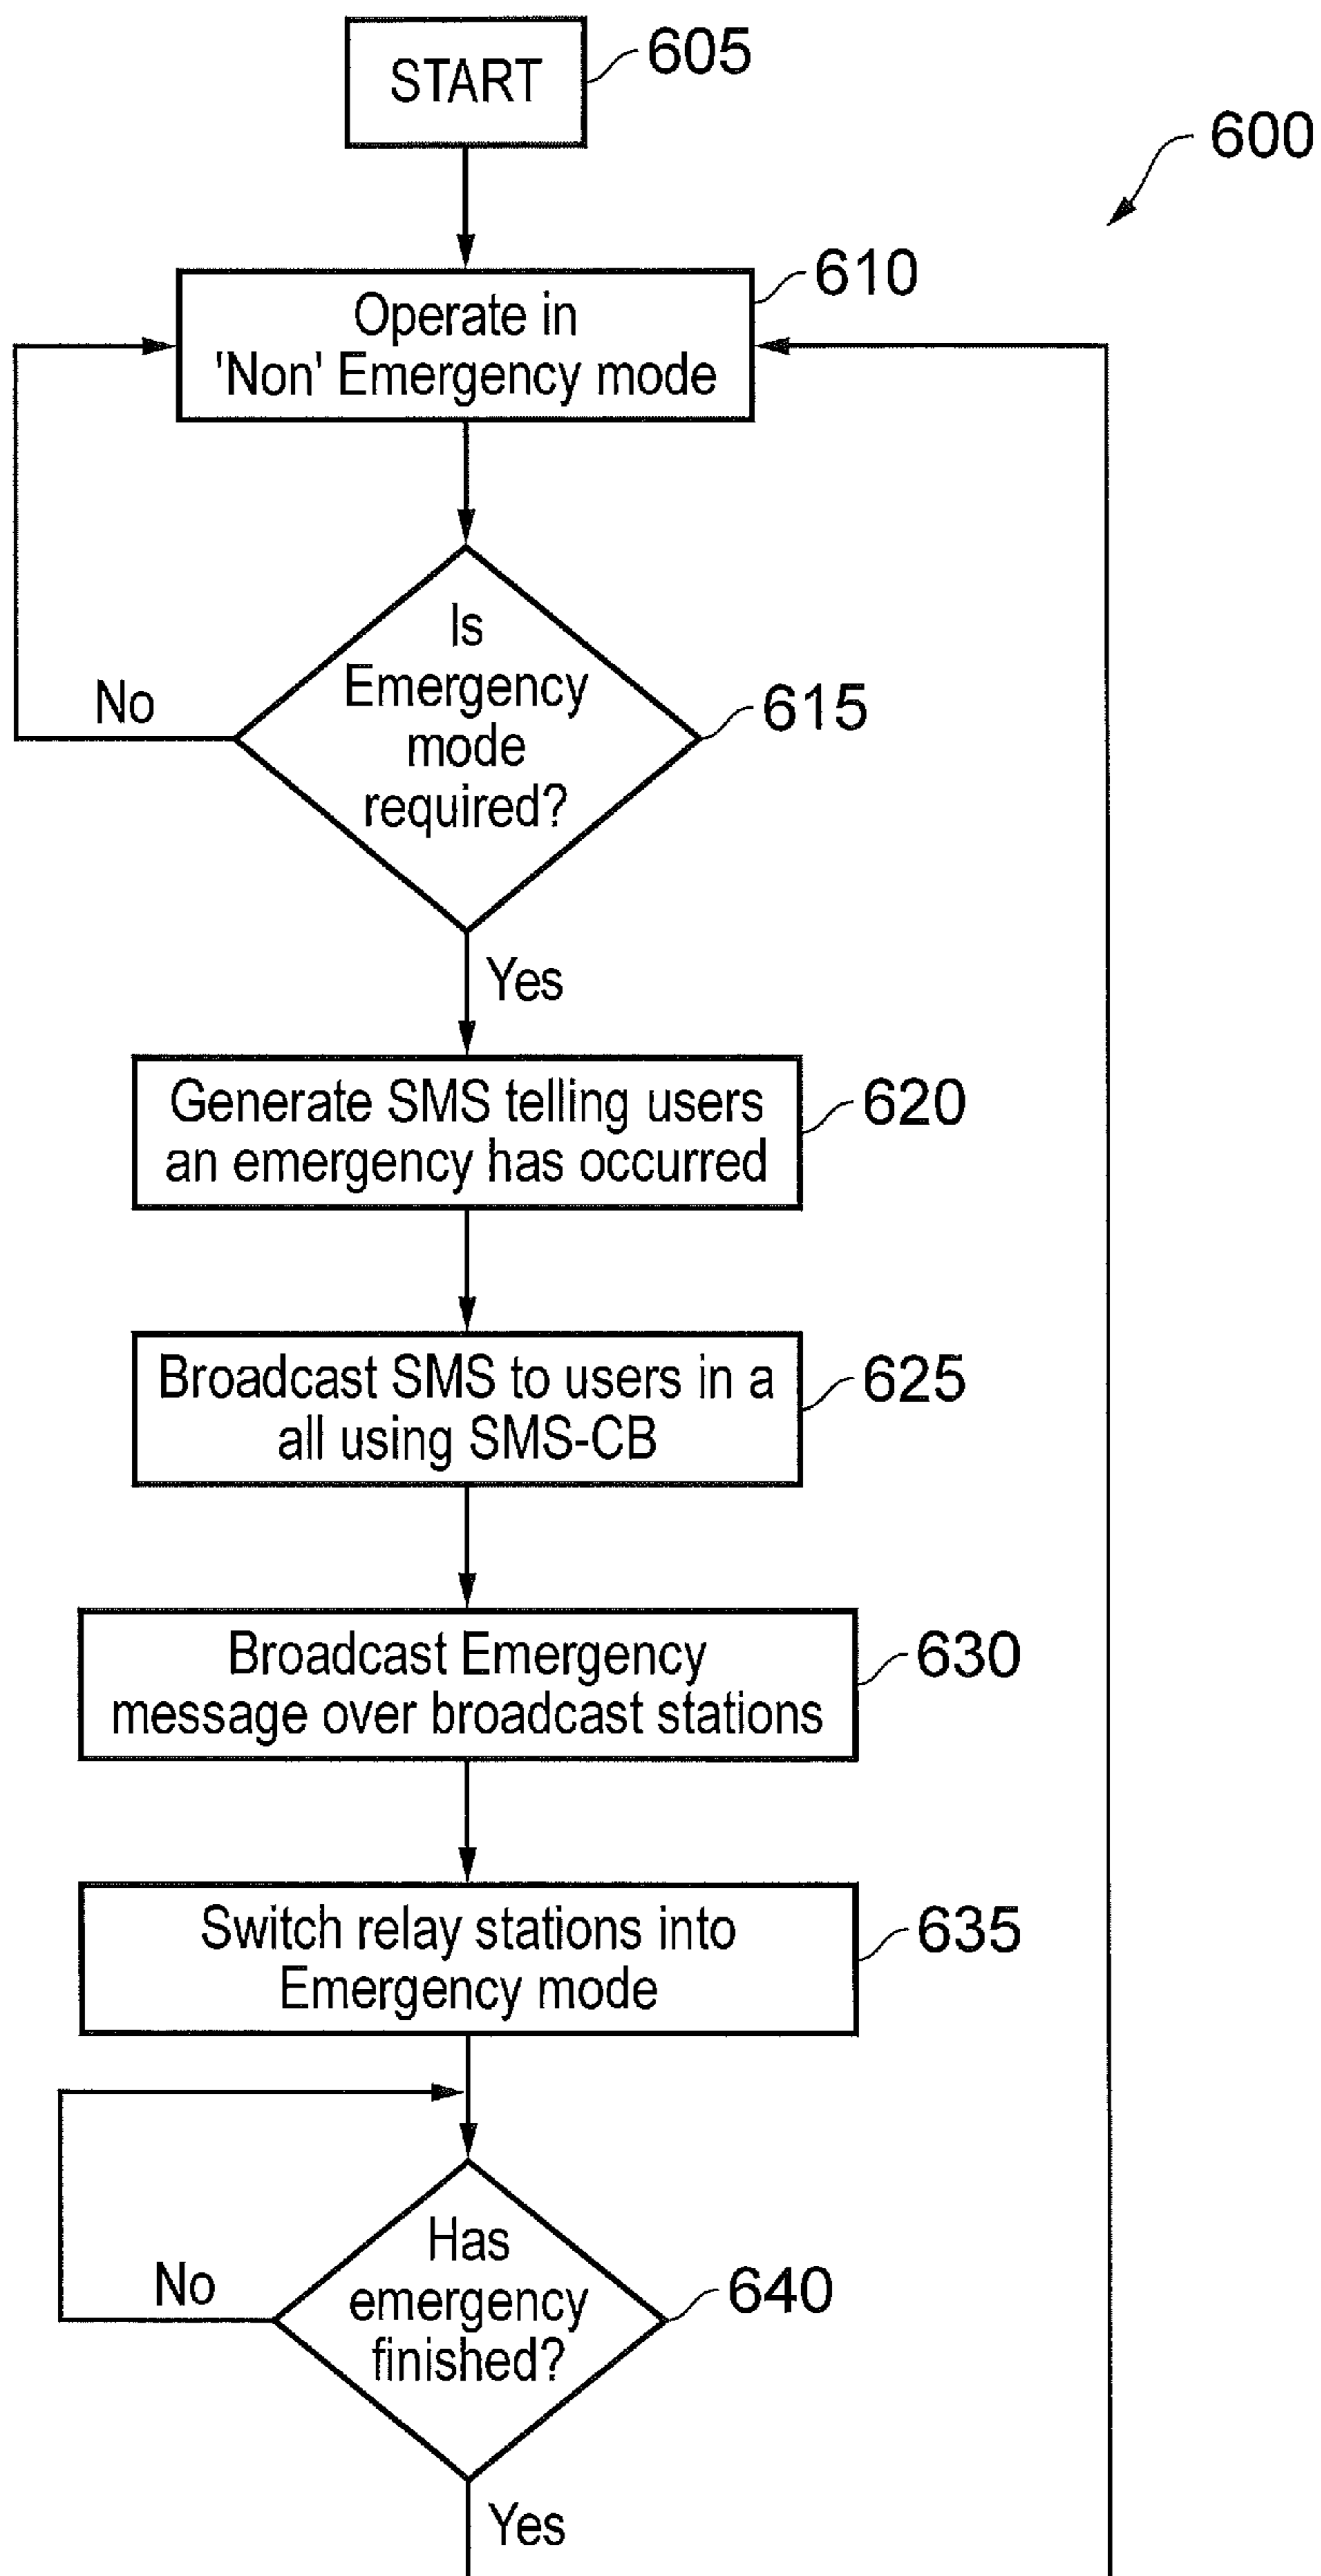 START
605
600
610
Operate in
'Non' Emergency mode
Is
Emergency
mode
required?
615
No
Yes
Generate SMS telling users
an emergency has occurred
620
Broadcast SMS to users in a
all using SMS-CB
625
Broadcast Emergency
message over broadcast stations
630
Switch relay stations into
Emergency mode
635
Has
emergency
finished?
640
No
Yes